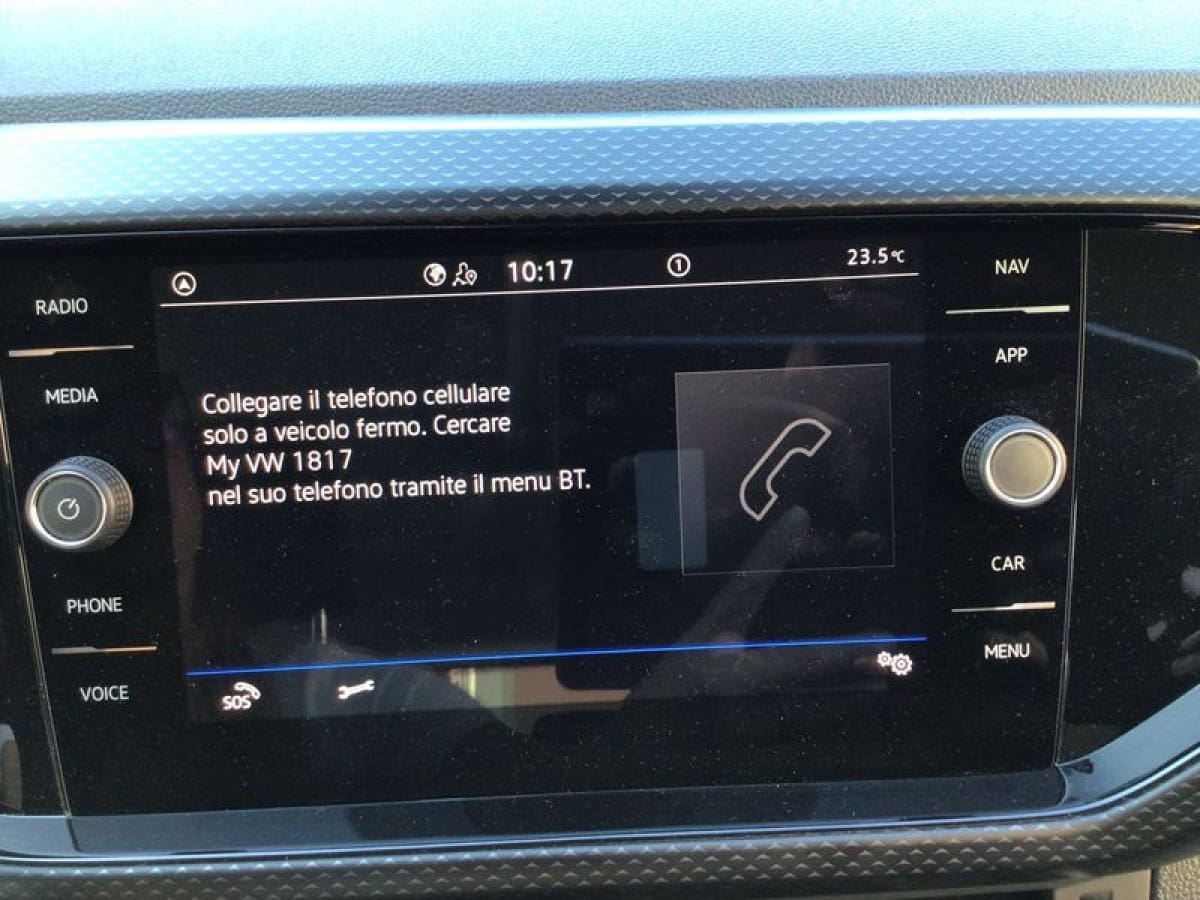 10:17
1
23.5°C
RADIO
MEDIA
PHONE
VOICE
Collegare il telefono cellulare
solo a veicolo fermo. Cercare
My VW 1817
nel suo telefono tramite il menu BT.
SOS
NAV
APP
CAR
MENU